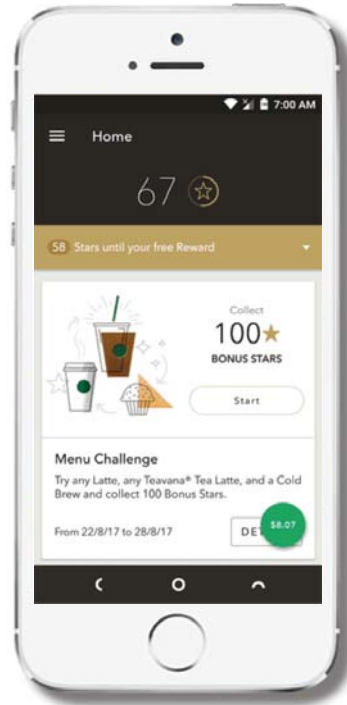 7:00 AM
Home
67
58 Stars until your free Reward
Collect
100
BONUS STARS
Start
Menu Challenge
Try any Latte, any Teavana® Tea Latte, and a Cold
Brew and collect 100 Bonus Stars.
From 22/8/17 to 28/8/17
$8.07